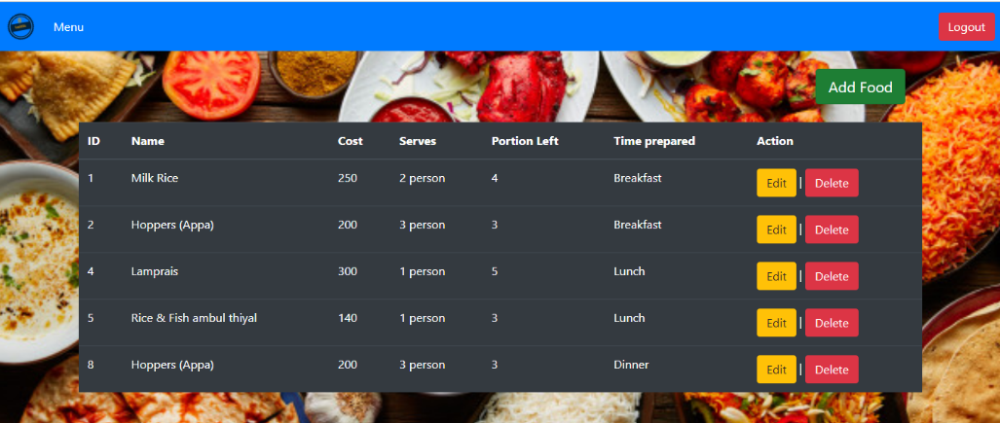 Menu Logout
Add Food
ID Name Cost Serves Portion Left Time prepared Action
1 Milk Rice 250 2 person 4 Breakfast Edit | Delete
2 Hoppers (Appa) 200 3 person 3 Breakfast Edit | Delete
4 Lamprais 300 1 person 5 Lunch Edit | Delete
5 Rice & Fish ambul thiyal 140 1 person 3 Lunch Edit | Delete
8 Hoppers (Appa) 200 3 person 3 Dinner Edit | Delete